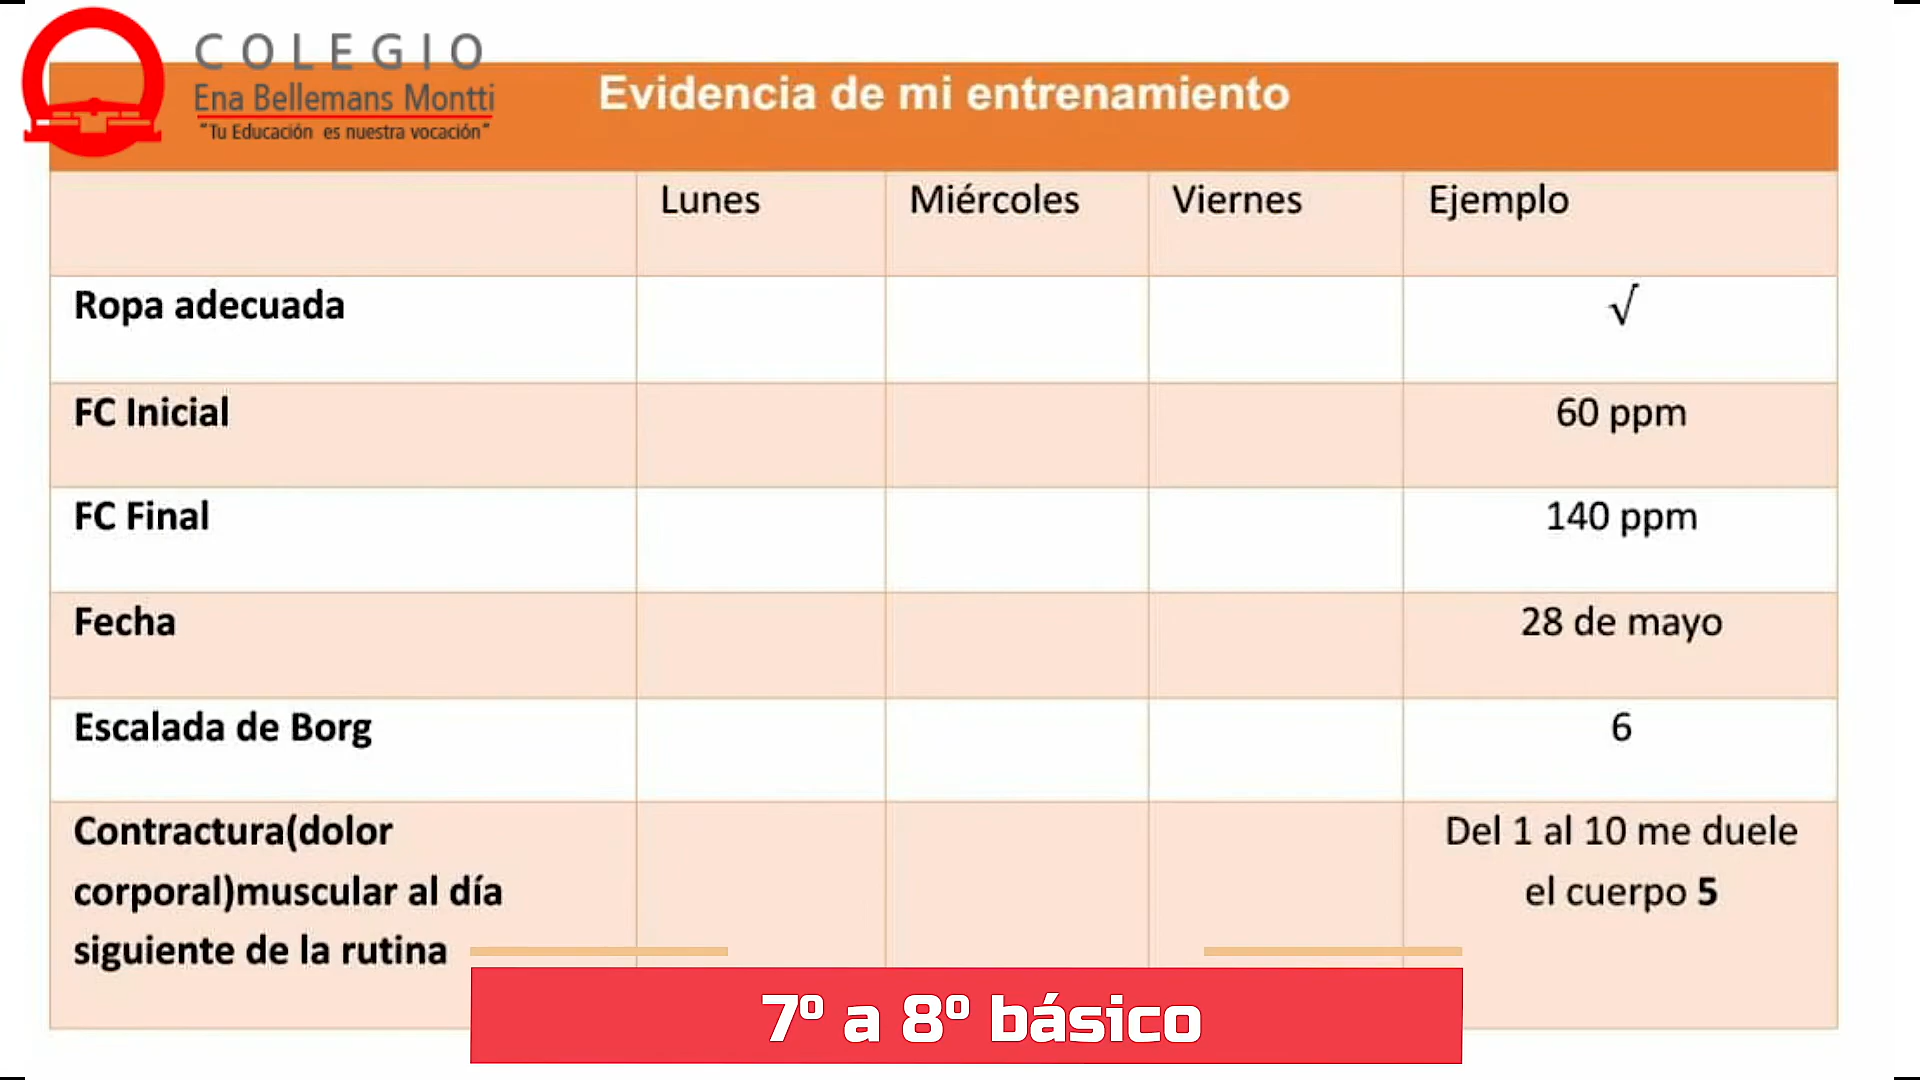 COLEGIO
Ena Bellemans Montti
"Tu Educación es nuestra vocación"
Evidencia de mi entrenamiento
Lunes Miércoles Viernes Ejemplo
Ropa adecuada √
FC Inicial 60 ppm
FC Final 140 ppm
Fecha 28 de mayo
Escalada de Borg 6
Contractura(dolor Del 1 al 10 me duele
corporal)muscular al día el cuerpo 5
siguiente de la rutina
7º a 8º básico